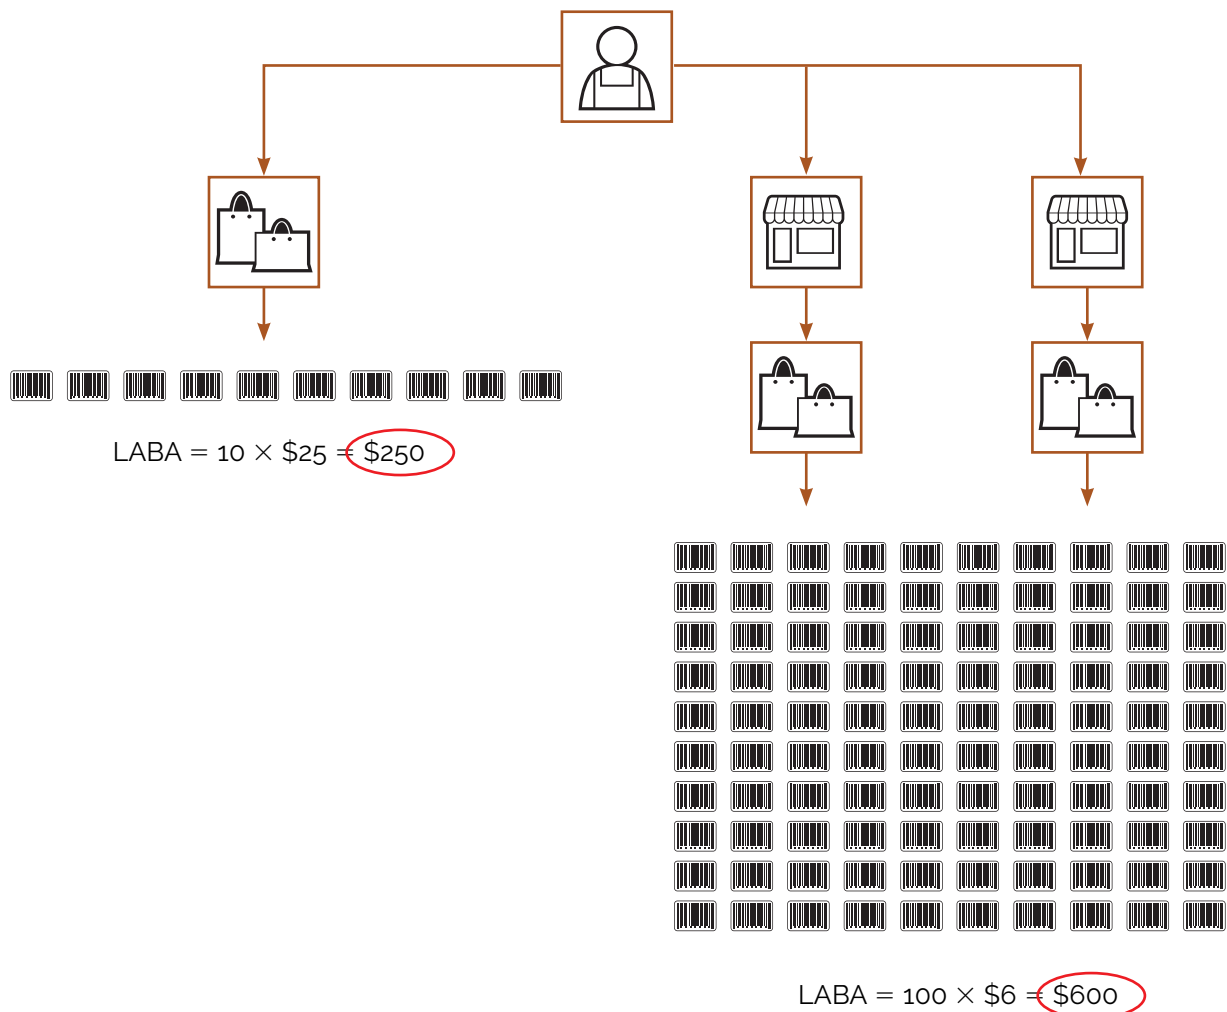 LABA = 10 × $25 = $250
LABA = 100 × $6 = $600